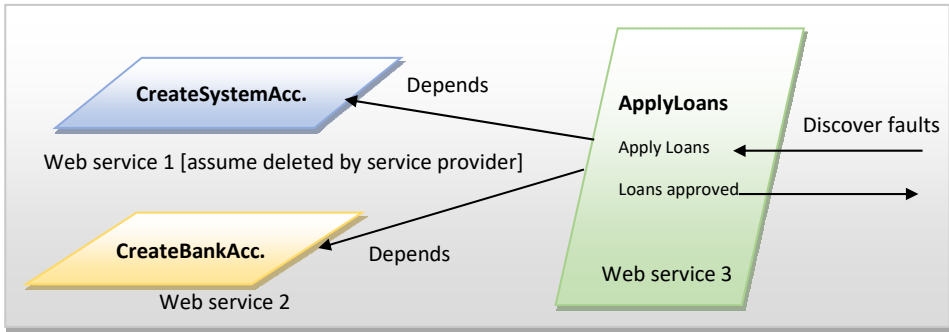 CreateSystemAcc.
Depends
Web service 1 [assume deleted by service provider]
CreateBankAcc.
Depends
Web service 2
ApplyLoans
Apply Loans
Loans approved
Web service 3
Discover faults